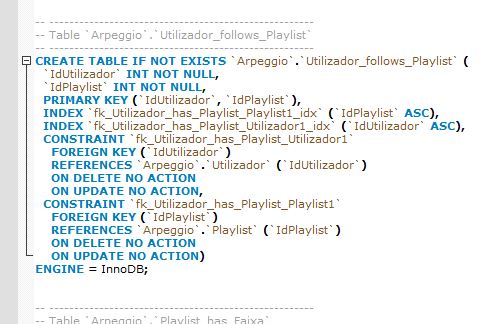 -- -----------------------------------------------------
-- Table `Arpeggio`.`Utilizador_follows_Playlist`
-- -----------------------------------------------------
CREATE TABLE IF NOT EXISTS `Arpeggio`.`Utilizador_follows_Playlist` (
`IdUtilizador` INT NOT NULL,
`IdPlaylist` INT NOT NULL,
PRIMARY KEY (`IdUtilizador`, `IdPlaylist`),
INDEX `fk_Utilizador_has_Playlist_Playlist1_idx` (`IdPlaylist` ASC),
INDEX `fk_Utilizador_has_Playlist_Utilizador1_idx` (`IdUtilizador` ASC),
CONSTRAINT `fk_Utilizador_has_Playlist_Utilizador1`
FOREIGN KEY (`IdUtilizador`)
REFERENCES `Arpeggio`.`Utilizador` (`IdUtilizador`)
ON DELETE NO ACTION
ON UPDATE NO ACTION,
CONSTRAINT `fk_Utilizador_has_Playlist_Playlist1`
FOREIGN KEY (`IdPlaylist`)
REFERENCES `Arpeggio`.`Playlist` (`IdPlaylist`)
ON DELETE NO ACTION
ON UPDATE NO ACTION)
ENGINE = InnoDB;
-- -----------------------------------------------------
-- Table `Arpeggio`.`Playlist_has_Faixa`